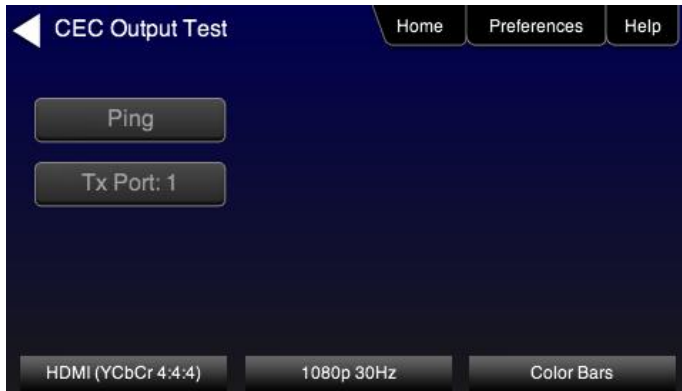 CEC Output Test
Home
Preferences
Help
Ping
Tx Port: 1
HDMI (YCbCr 4:4:4)
1080p 30Hz
Color Bars